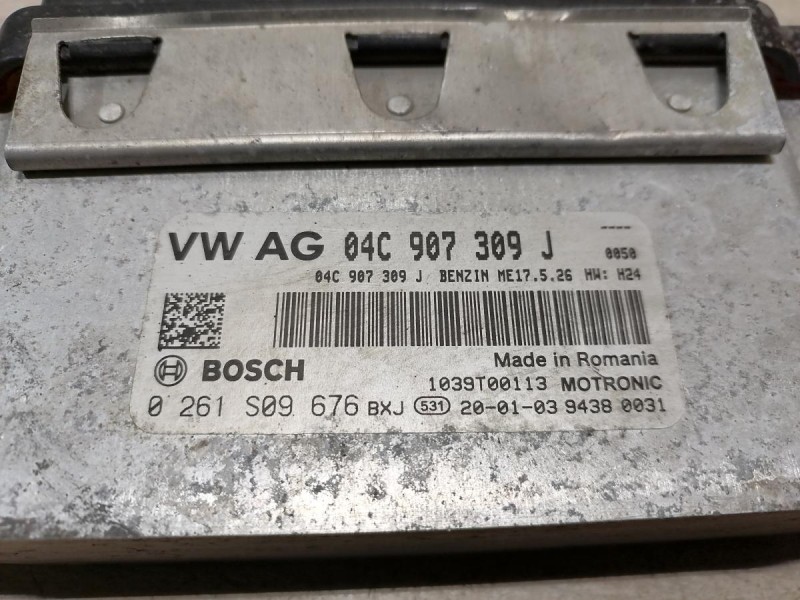 VW AG 04C 907 309 J ----
0050
04C 907 309 J BENZIN ME17.5.26 HW: H24
BOSCH
Made in Romania
1039T00113 MOTRONIC
0 261 S09 676 BXJ 531 20-01-03 9438 0031